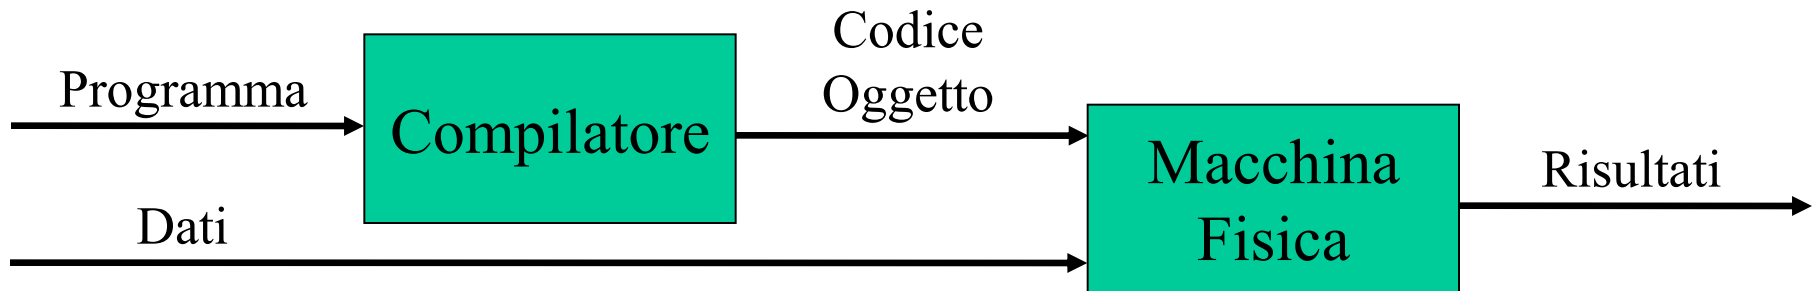 Programma
Compilatore
Codice
Oggetto
Dati
Macchina
Fisica
Risultati